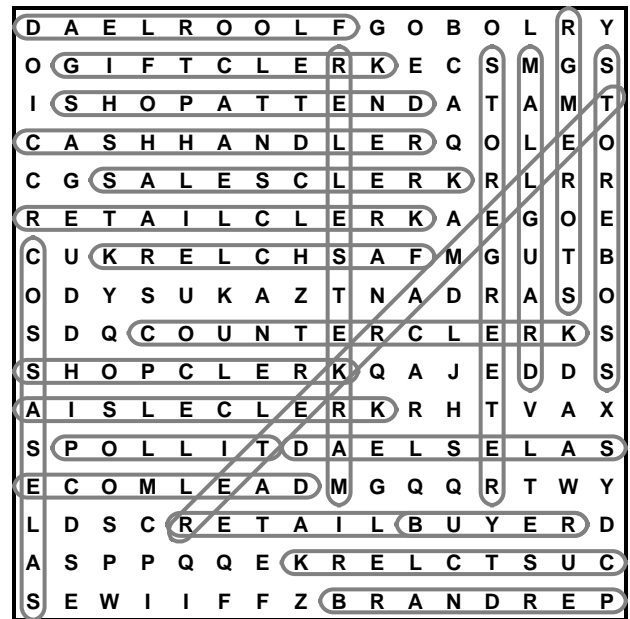 D A E L R O O L F G O B O L R Y
O G I F T C L E R K E C S M G S
I S H O P A T T E N D A T A M T
C A S H H A N D L E R Q O L E O
C G S A L E S C L E R K R L R R
R E T A I L C L E R K A E G O E
C U K R E L C H S A F M G U T B
O D Y S U K A Z T N A D R A S O
S D Q C O U N T E R C L E R K S
S H O P C L E R K Q A J E D D S
A I S L E C L E R K R H T V A X
S P O L L I T D A E L S E L A S
E C O M L E A D M G Q Q R T W Y
L D S C R E T A I L B U Y E R D
A S P P Q Q E K R E L C T S U C
S E W I I F F Z B R A N D R E P